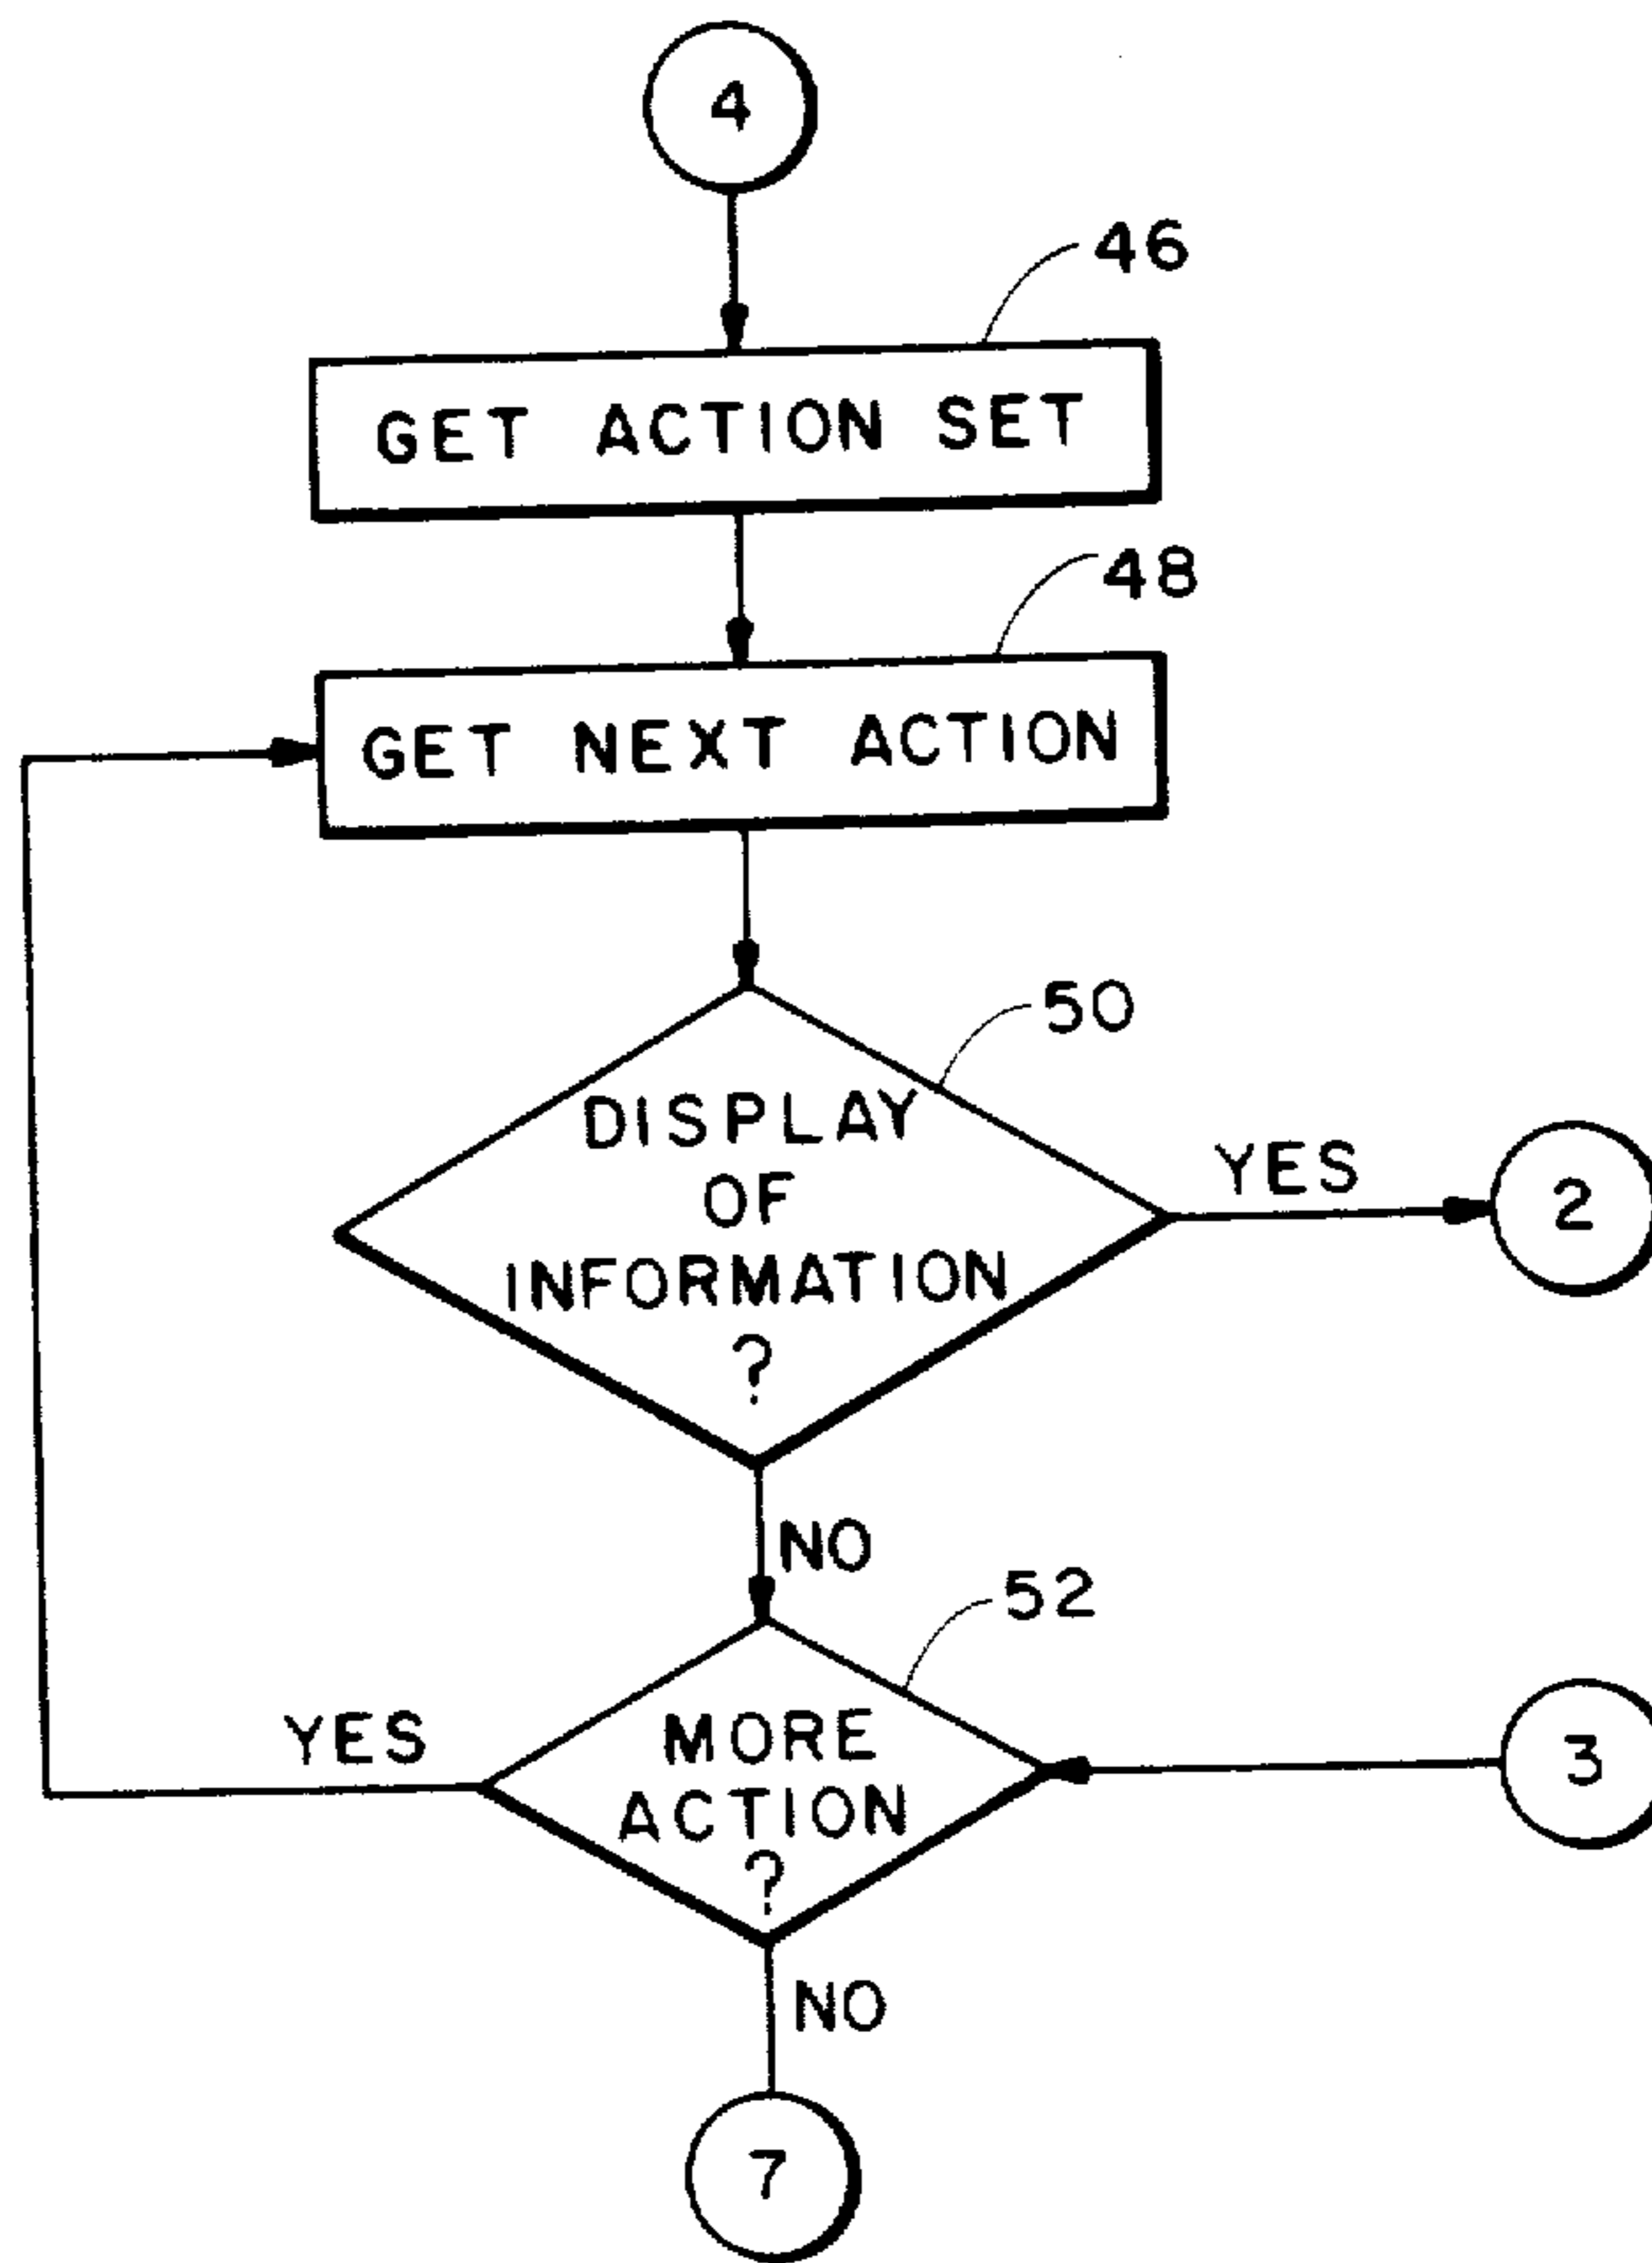 4
46
GET ACTION SET
48
GET NEXT ACTION
50
DISPLAY
OF
INFORMATION
?
YES
2
NO
52
YES
MORE
ACTION
?
3
NO
7